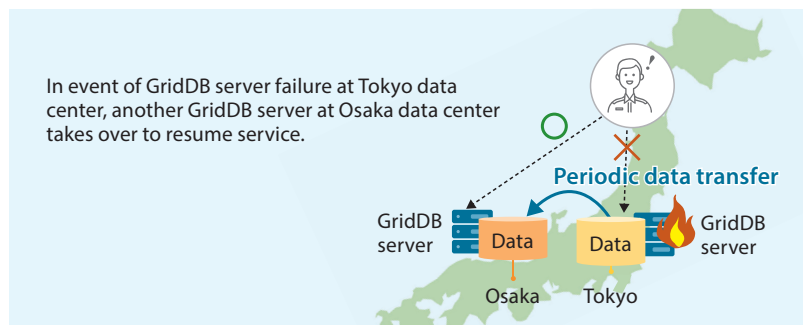 In event of GridDB server failure at Tokyo data
center, another GridDB server at Osaka data center
takes over to resume service.
!
Periodic data transfer
GridDB
server
Data
Data
GridDB
server
Osaka
Tokyo